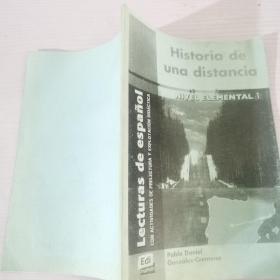 Historia de
una distancia
NIVEL ELEMENTAL 1
Pablo Daniel
González-Cremona
Lecturas de español
CON ACTIVIDADES DE PRELECTURA Y EXPLOTACIÓN DIDÁCTICA
Edi